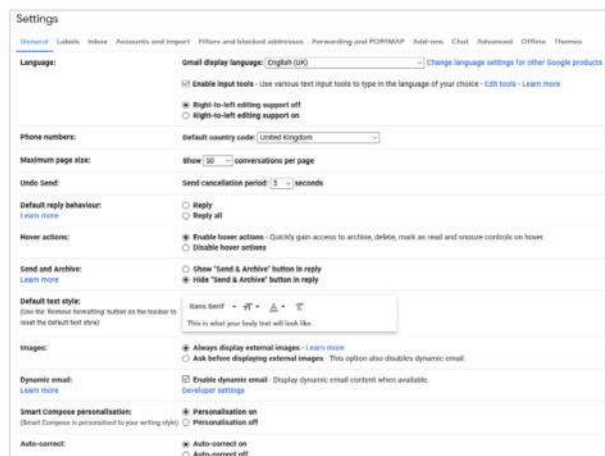 Settings
General Labels Inbox Accounts and Import Filters and blocked addresses Forwarding and POP/IMAP Add-ons Chat Advanced Offline Themes
Language: Gmail display language: English (UK) Change language settings for other Google products
Enable input tools - Use various text input tools to type in the language of your choice - Edit tools - Learn more
Right-to-left editing support off
Right-to-left editing support on
Phone numbers: Default country code: United Kingdom
Maximum page size: Show 50 conversations per page
Undo Send: Send cancellation period: 5 seconds
Default reply behaviour: Reply
Learn more Reply all
Hover actions: Enable hover actions - Quickly gain access to archive, delete, mark as read and snooze controls on hover.
Disable hover actions
Send and Archive: Show "Send & Archive" button in reply
Learn more Hide "Send & Archive" button in reply
Default text style: Sans Serif
(Use the 'Remove formatting' button on the toolbar to
reset the default text style) This is what your body text will look like.
Images: Always display external images - Learn more
Ask before displaying external images - This option also disables dynamic email.
Dynamic email: Enable dynamic email - Display dynamic email content when available.
Learn more Developer settings
Smart Compose personalisation: Personalisation on
(Smart Compose is personalised to your writing style) Personalisation off
Auto-correct: Auto-correct on
Auto-correct off